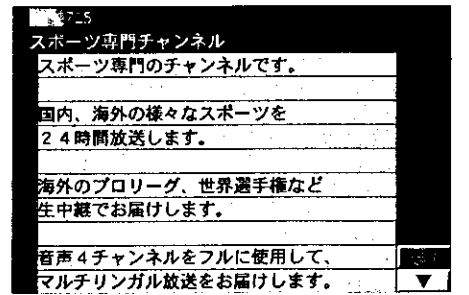 スポーツ専門チャンネル
スポーツ専門のチャンネルです。
国内、海外の様々なスポーツを
２４時間放送します。
海外のプロリーグ、世界選手権など
生中継でお届けします。
音声４チャンネルをフルに使用して、
マルチリンガル放送をお届けします。
▼